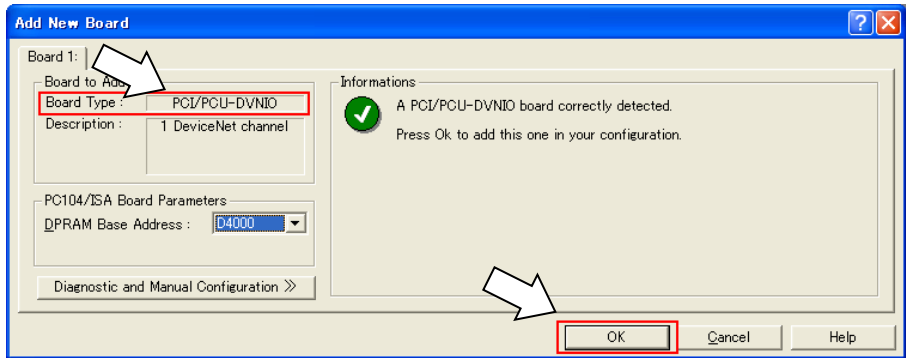 Add New Board
Board 1:
Board to Add
Board Type : PCI/PCU-DVNIO
Description : 1 DeviceNet channel
PC104/ISA Board Parameters
DPRAM Base Address : D4000
Diagnostic and Manual Configuration >>
Informations
A PCI/PCU-DVNIO board correctly detected.
Press Ok to add this one in your configuration.
OK Cancel Help